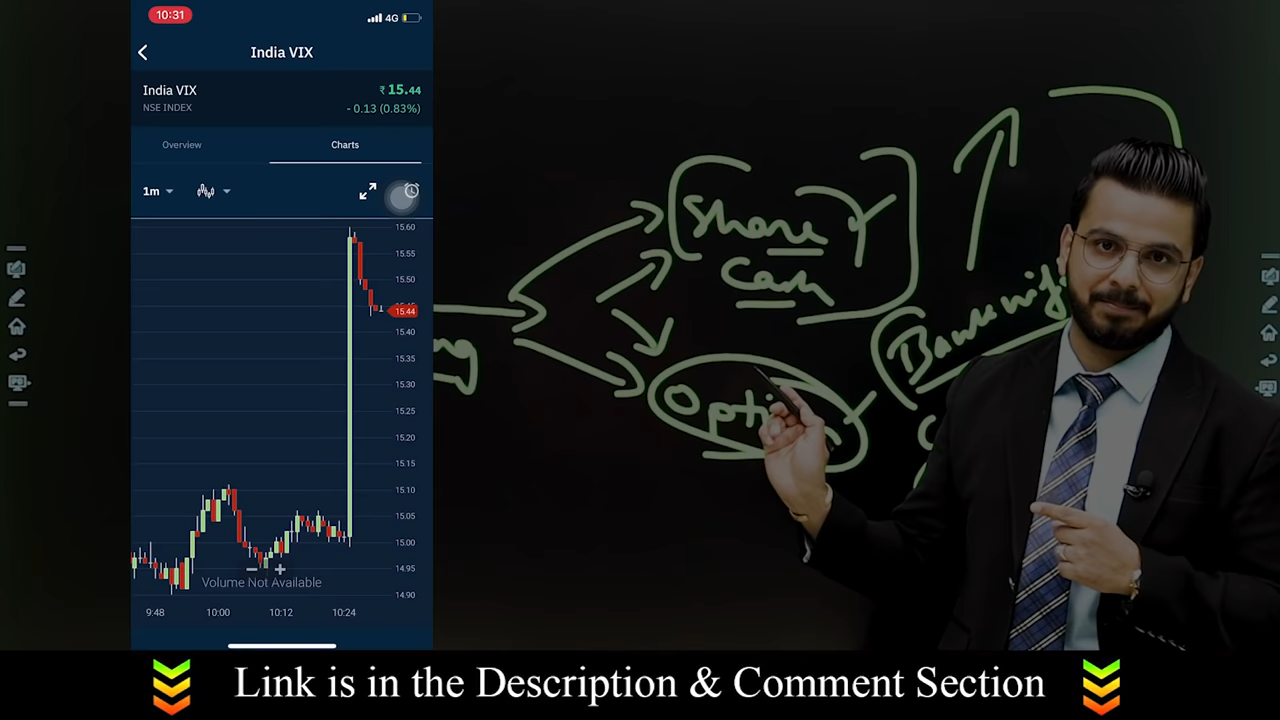 10:31
4G
India VIX
India VIX
₹ 15.44
NSE INDEX
- 0.13 (0.83%)
Overview
Charts
1m
15.60
15.55
15.50
15.44
15.40
15.35
15.30
15.25
15.20
15.15
15.10
15.05
15.00
14.95
14.90
Volume Not Available
9:48
10:00
10:12
10:24
Share
Cash
Link is in the Description & Comment Section